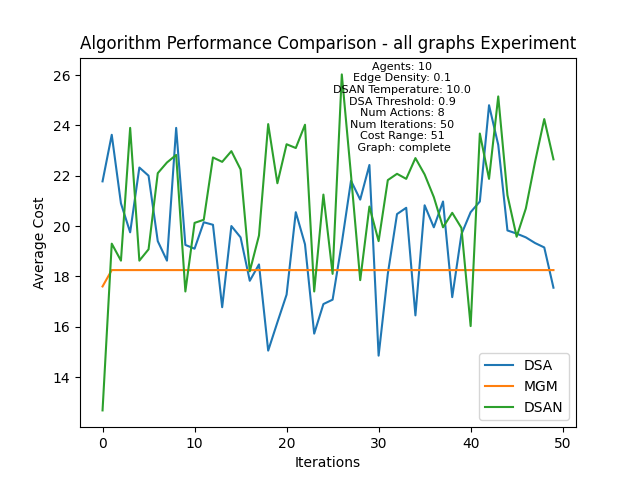 Algorithm Performance Comparison - all graphs Experiment
Agents: 10
Edge Density: 0.1
DSAN Temperature: 10.0
DSA Threshold: 0.9
Num Actions: 8
Num Iterations: 50
Cost Range: 51
Graph: complete
Average Cost
26
24
22
20
18
16
14
0
10
20
30
40
50
Iterations
DSA
MGM
DSAN